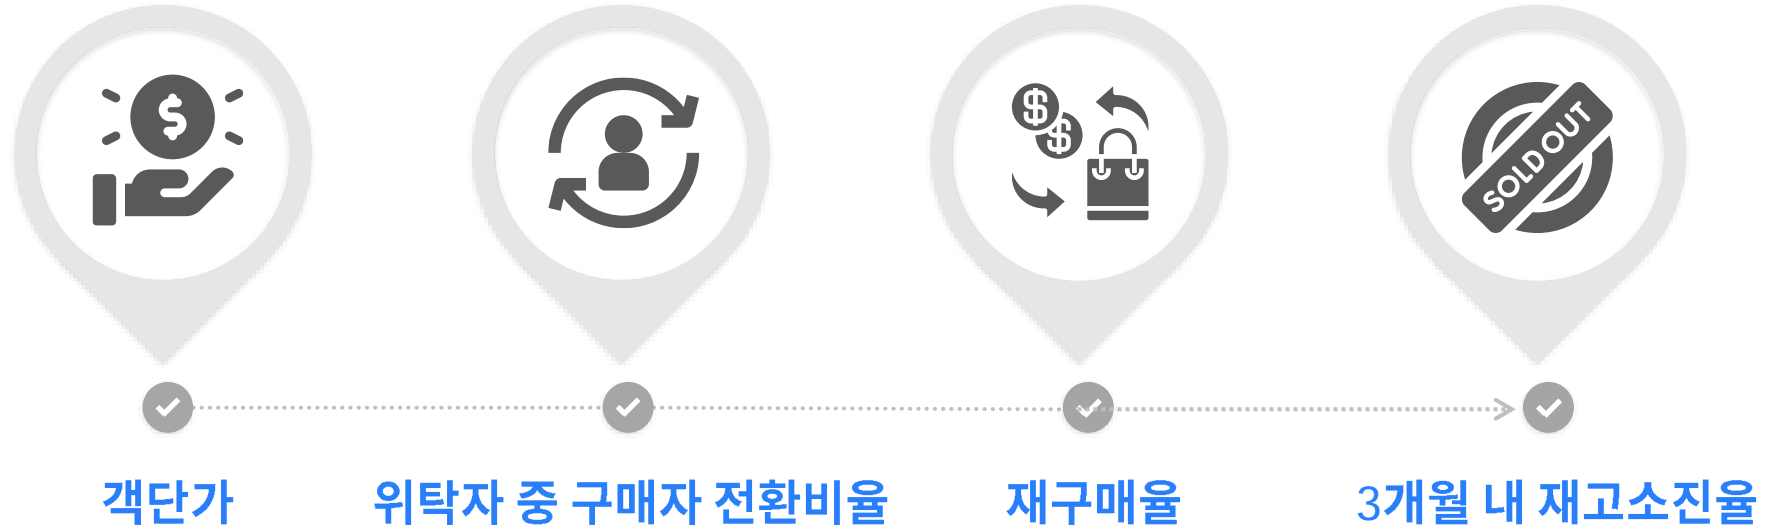 $
$
$
SOLD OUT
객단가
위탁자 중 구매자 전환비율
재구매율
3개월 내 재고소진율